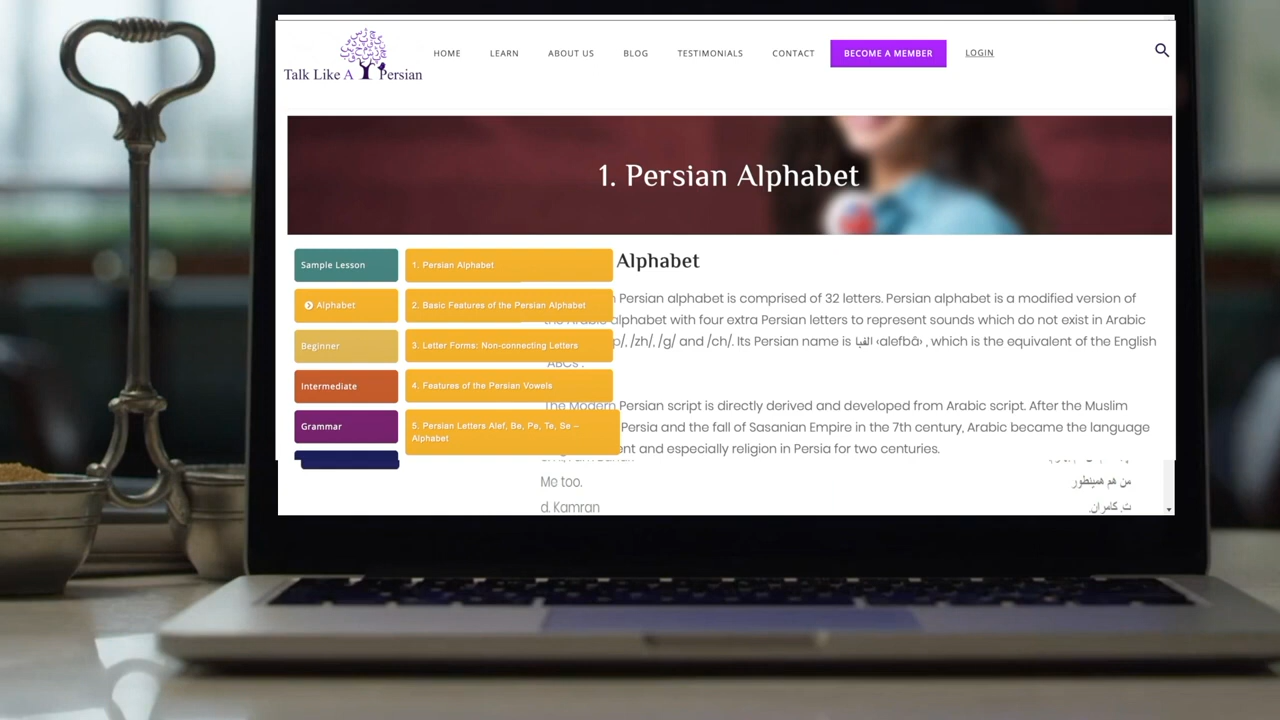 Talk Like A Persian
HOME LEARN ABOUT US BLOG TESTIMONIALS CONTACT BECOME A MEMBER LOGIN
1. Persian Alphabet
Sample Lesson
Alphabet
Beginner
Intermediate
Grammar
1. Persian Alphabet
2. Basic Features of the Persian Alphabet
3. Letter Forms: Non-connecting Letters
4. Features of the Persian Vowels
5. Persian Letters Alef, Be, Pe, Te, Se –
Alphabet
Alphabet
Persian alphabet is comprised of 32 letters. Persian alphabet is a modified version of
the Arabic alphabet with four extra Persian letters to represent sounds which do not exist in Arabic
/zh/, /g/ and /ch/. Its Persian name is الفبا ‹alefbā› , which is the equivalent of the English
ABCs .
The Modern Persian script is directly derived and developed from Arabic script. After the Muslim
Persia and the fall of Sasanian Empire in the 7th century, Arabic became the language
and especially religion in Persia for two centuries.
Me too.
من هم همینطور
d. Kamran
ت. کامران.